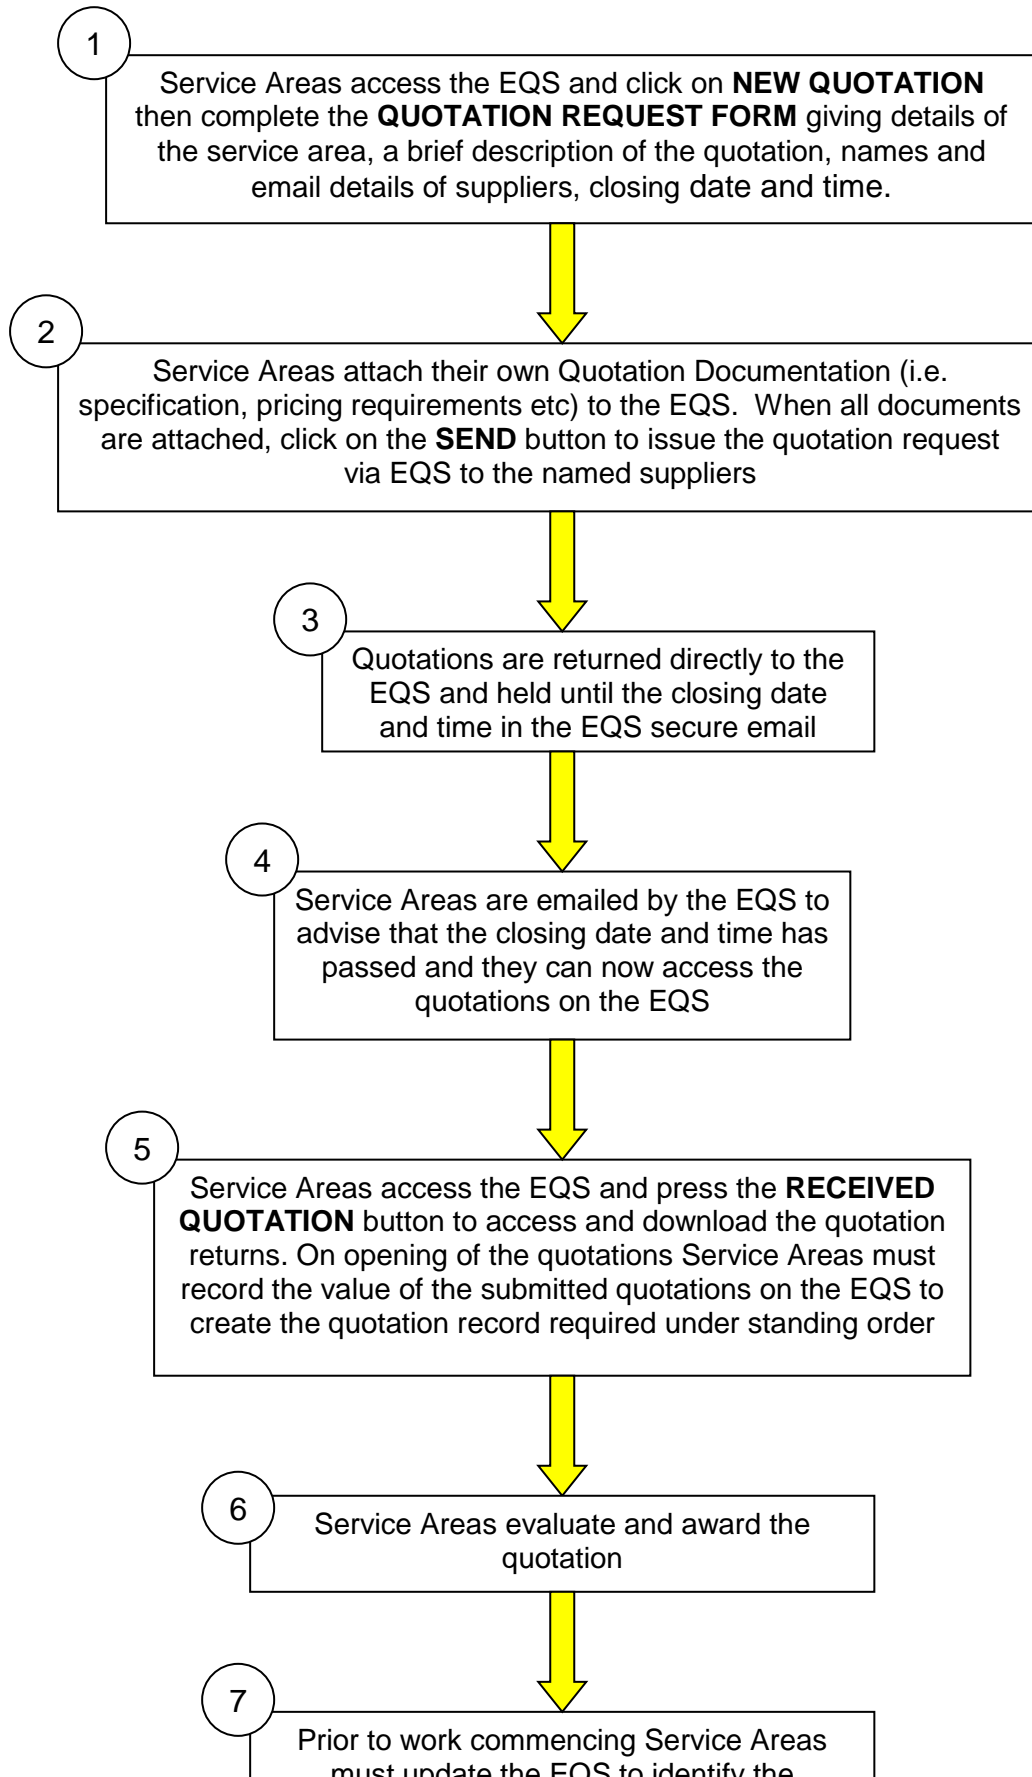 1
Service Areas access the EQS and click on NEW QUOTATION
then complete the QUOTATION REQUEST FORM giving details of
the service area, a brief description of the quotation, names and
email details of suppliers, closing date and time.
2
Service Areas attach their own Quotation Documentation (i.e.
specification, pricing requirements etc) to the EQS.  When all documents
are attached, click on the SEND button to issue the quotation request
via EQS to the named suppliers
3
Quotations are returned directly to the
EQS and held until the closing date
and time in the EQS secure email
4
Service Areas are emailed by the EQS to
advise that the closing date and time has
passed and they can now access the
quotations on the EQS
5
Service Areas access the EQS and press the RECEIVED
QUOTATION button to access and download the quotation
returns. On opening of the quotations Service Areas must
record the value of the submitted quotations on the EQS to
create the quotation record required under standing order
6
Service Areas evaluate and award the
quotation
7
Prior to work commencing Service Areas
must update the EQS to identify the